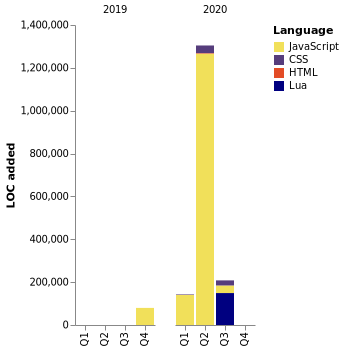 2019 2020
Language
JavaScript
CSS
HTML
Lua
LOC added
1,400,000
1,200,000
1,000,000
800,000
600,000
400,000
200,000
0
Q1 Q2 Q3 Q4 Q1 Q2 Q3 Q4